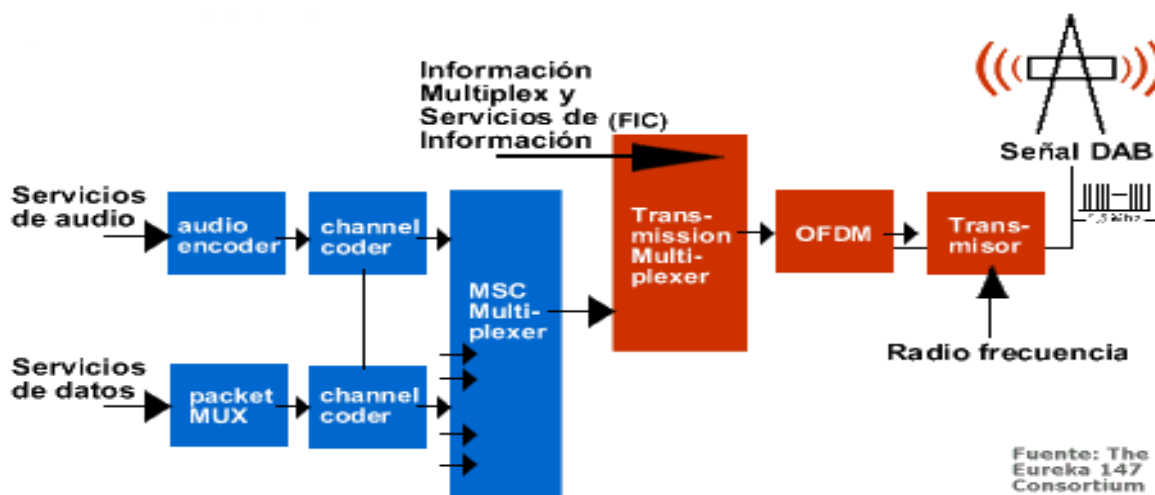 Información
Multiplex y
Servicios de (FIC)
Información
Señal DAB
Servicios
de audio
audio
encoder
channel
coder
MSC
Multi-
plexer
Trans-
mission
Multi-
plexer
OFDM
Trans-
misor
Radio frecuencia
Servicios
de datos
packet
MUX
channel
coder
Fuente: The
Eureka 147
Consortium